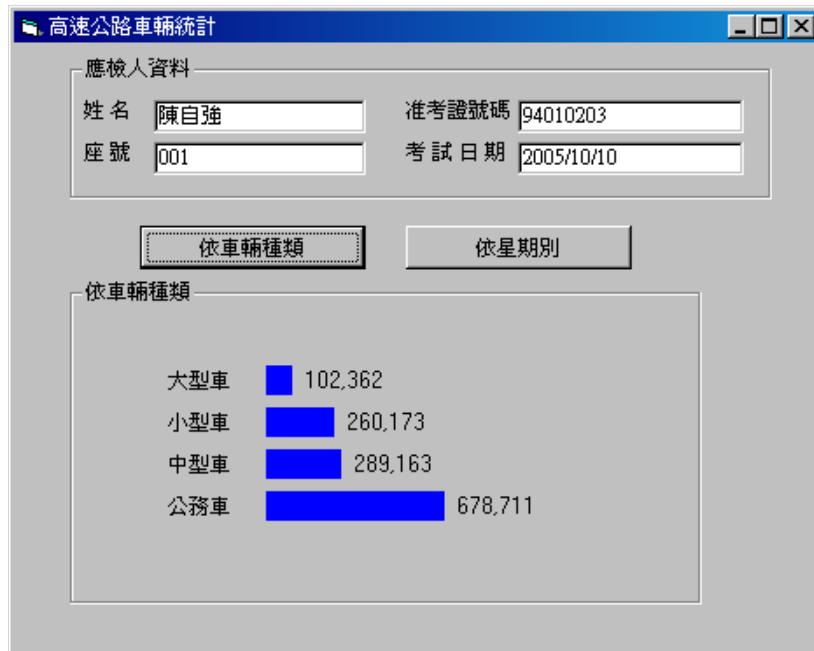 高速公路車輛統計
應檢人資料
姓名 陳自強 准考證號碼 94010203
座號 001 考試日期 2005/10/10
依車輛種類 依星期別
依車輛種類
大型車 102,362
小型車 260,173
中型車 289,163
公務車 678,711